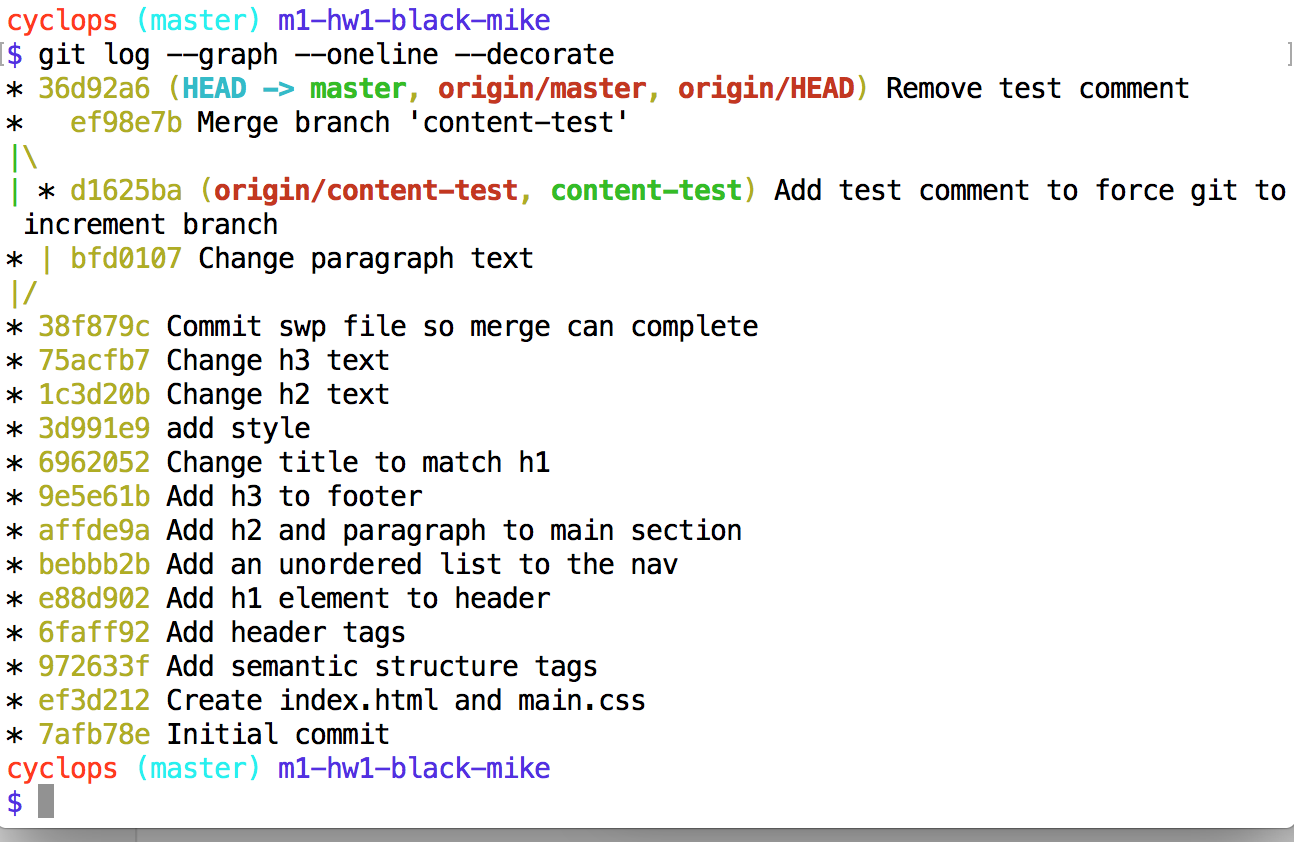 cyclops (master) m1-hw1-black-mike
[$ git log --graph --oneline --decorate ]
* 36d92a6 (HEAD -> master, origin/master, origin/HEAD) Remove test comment
*   ef98e7b Merge branch 'content-test'
|\
| * d1625ba (origin/content-test, content-test) Add test comment to force git to
 increment branch
* | bfd0107 Change paragraph text
|/
* 38f879c Commit swp file so merge can complete
* 75acfb7 Change h3 text
* 1c3d20b Change h2 text
* 3d991e9 add style
* 6962052 Change title to match h1
* 9e5e61b Add h3 to footer
* affde9a Add h2 and paragraph to main section
* bebbb2b Add an unordered list to the nav
* e88d902 Add h1 element to header
* 6faff92 Add header tags
* 972633f Add semantic structure tags
* ef3d212 Create index.html and main.css
* 7afb78e Initial commit
cyclops (master) m1-hw1-black-mike
$